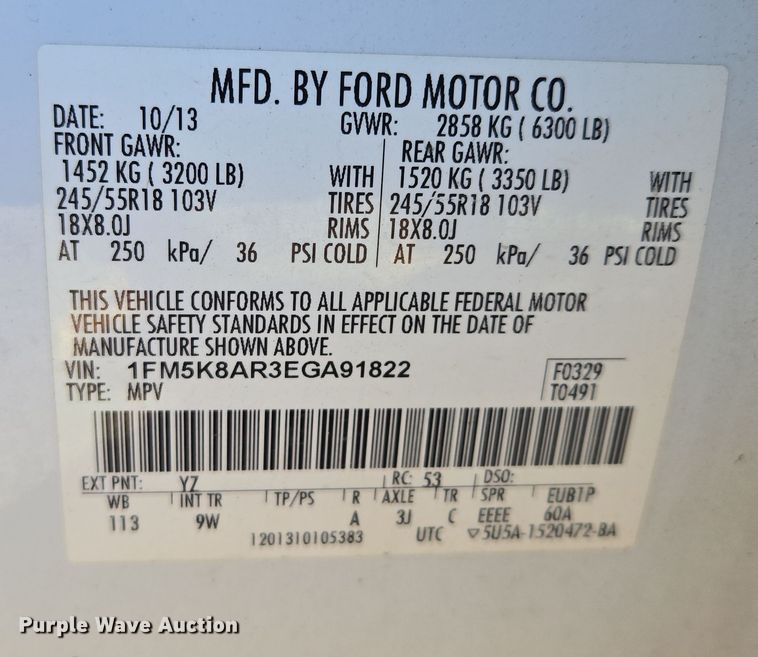 MFD. BY FORD MOTOR CO.
DATE: 10/13 GVWR: 2858 KG ( 6300 LB)
FRONT GAWR: REAR GAWR:
1452 KG ( 3200 LB) WITH 1520 KG ( 3350 LB) WITH
245/55R18 103V TIRES 245/55R18 103V TIRES
18X8.0J RIMS 18X8.0J RIMS
AT 250 kPa/ 36 PSI COLD AT 250 kPa/ 36 PSI COLD
THIS VEHICLE CONFORMS TO ALL APPLICABLE FEDERAL MOTOR
VEHICLE SAFETY STANDARDS IN EFFECT ON THE DATE OF
MANUFACTURE SHOWN ABOVE.
VIN: 1FM5K8AR3EGA91822 F0329
TYPE: MPV T0491
EXT PNT: YZ RC: 53 DSO:
WB INT TR TP/PS R AXLE TR SPR EUB1P
113 9W A 3J C EEEE 60A
1201310105383 UTC ▽5U5A-1520472-BA
Purple Wave Auction